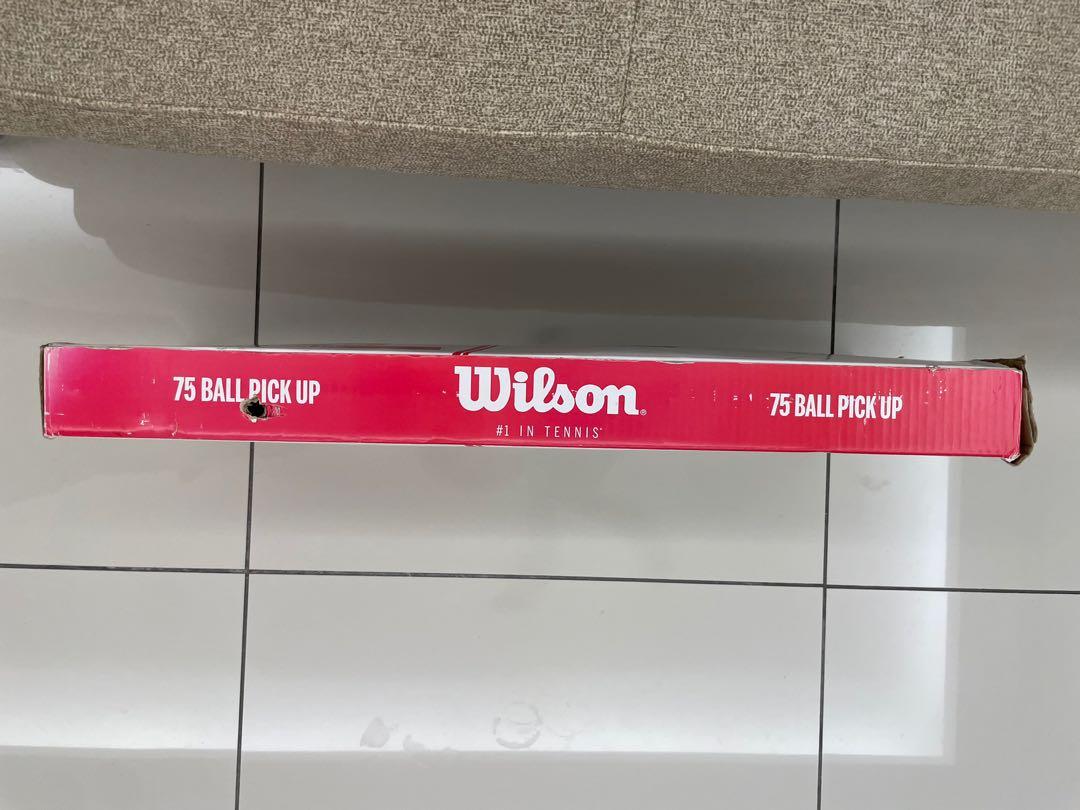 75 BALL PICK UP
Wilson®
#1 IN TENNIS*
75 BALL PICK UP